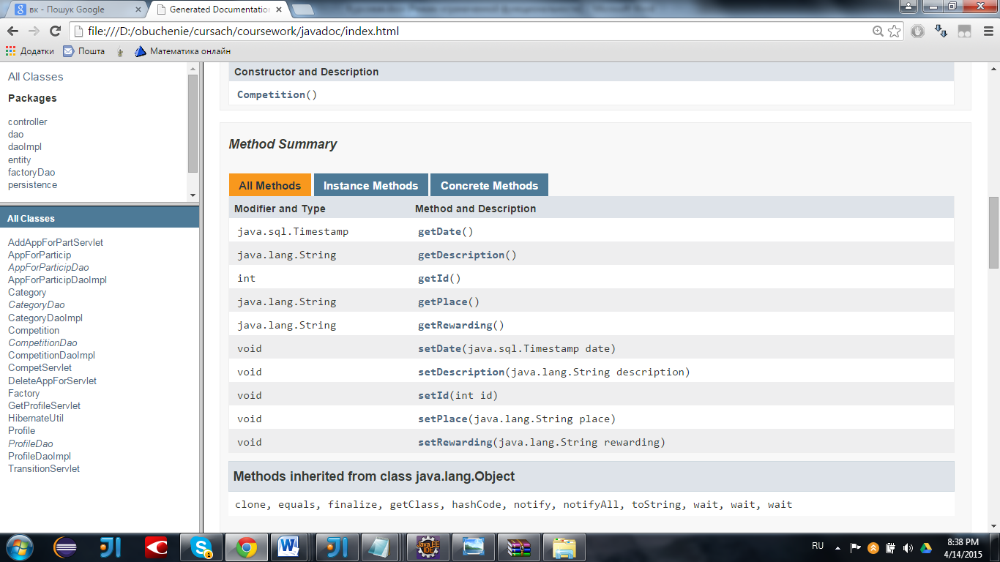 вк - Пошук Google
Generated Documentatio
file:///D:/obuchenie/cursach/coursework/javadoc/index.html
Додатки
Пошта
Математика онлайн
All Classes
Packages
controller
dao
daoImpl
entity
factoryDao
persistence
All Classes
AddAppForPartServlet
AppForParticip
AppForParticipDao
AppForParticipDaoImpl
Category
CategoryDao
CategoryDaoImpl
Competition
CompetitionDao
CompetitionDaoImpl
CompetServlet
DeleteAppForServlet
Factory
GetProfileServlet
HibernateUtil
Profile
ProfileDao
ProfileDaoImpl
TransitionServlet
Constructor and Description
Competition()
Method Summary
All Methods Instance Methods Concrete Methods
Modifier and Type Method and Description
java.sql.Timestamp getDate()
java.lang.String getDescription()
int getId()
java.lang.String getPlace()
java.lang.String getRewarding()
void setDate(java.sql.Timestamp date)
void setDescription(java.lang.String description)
void setId(int id)
void setPlace(java.lang.String place)
void setRewarding(java.lang.String rewarding)
Methods inherited from class java.lang.Object
clone, equals, finalize, getClass, hashCode, notify, notifyAll, toString, wait, wait, wait
Java EE
IDE
RU
8:38 PM
4/14/2015